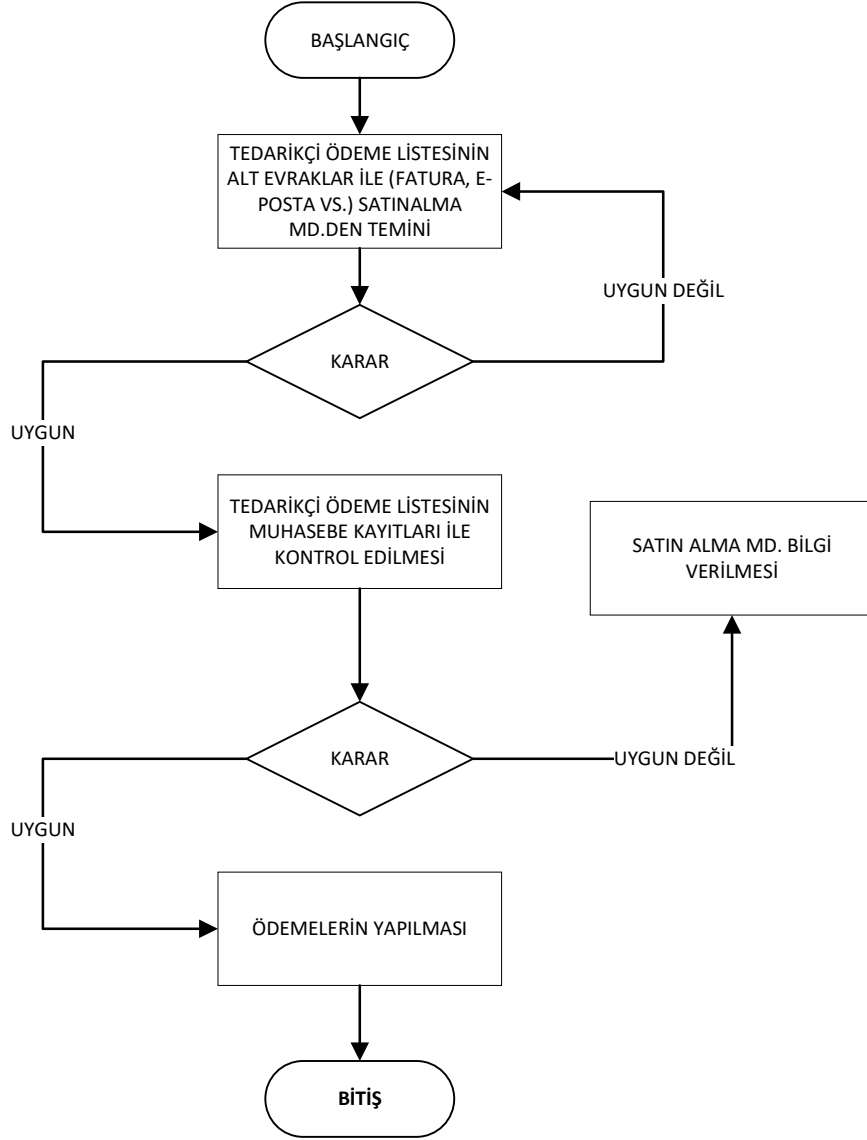 BAŞLANGIÇ
TEDARİKÇİ ÖDEME LİSTESİNİN
ALT EVRAKLAR İLE (FATURA, E-
POSTA VS.) SATINALMA
MD.DEN TEMİNİ
UYGUN DEĞİL
KARAR
UYGUN
TEDARİKÇİ ÖDEME LİSTESİNİN
MUHASEBE KAYITLARI İLE
KONTROL EDİLMESİ
SATIN ALMA MD. BİLGİ
VERİLMESİ
KARAR
UYGUN DEĞİL
UYGUN
ÖDEMELERİN YAPILMASI
BİTİŞ